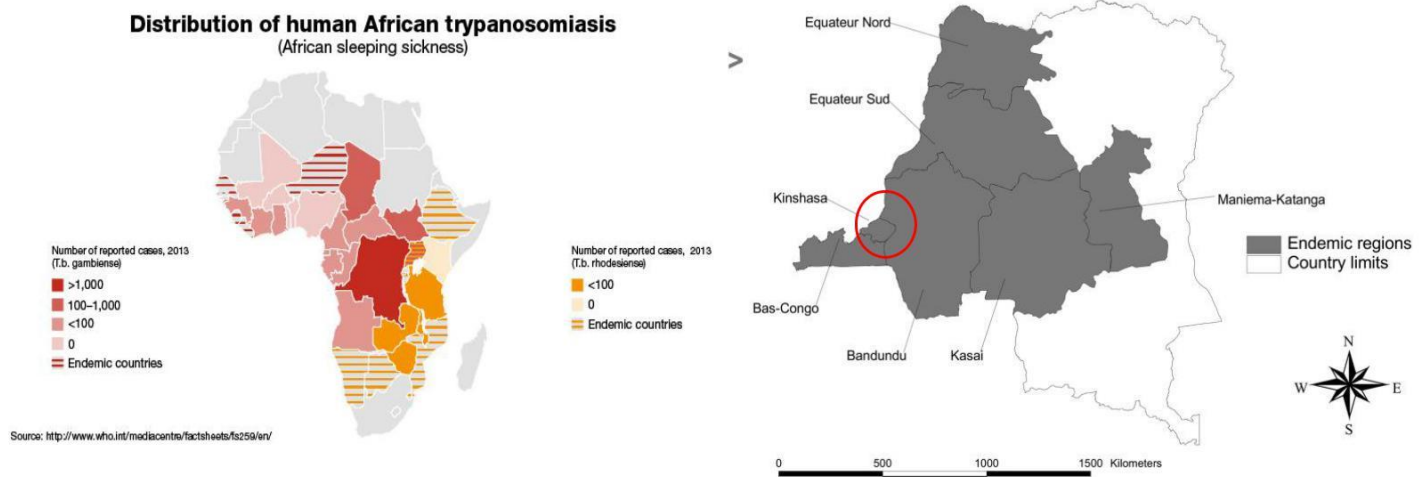 Distribution of human African trypanosomiasis
(African sleeping sickness)
Number of reported cases, 2013
(T.b. gambiense)
>1,000
100–1,000
<100
0
Endemic countries
Number of reported cases, 2013
(T.b. rhodesiense)
<100
0
Endemic countries
Source: http://www.who.int/mediacentre/factsheets/fs259/en/
>
Equateur Nord
Equateur Sud
Kinshasa
Maniema-Katanga
Endemic regions
Country limits
Bas-Congo
Bandundu
Kasai
N
W
E
S
0 500 1000 1500 Kilometers